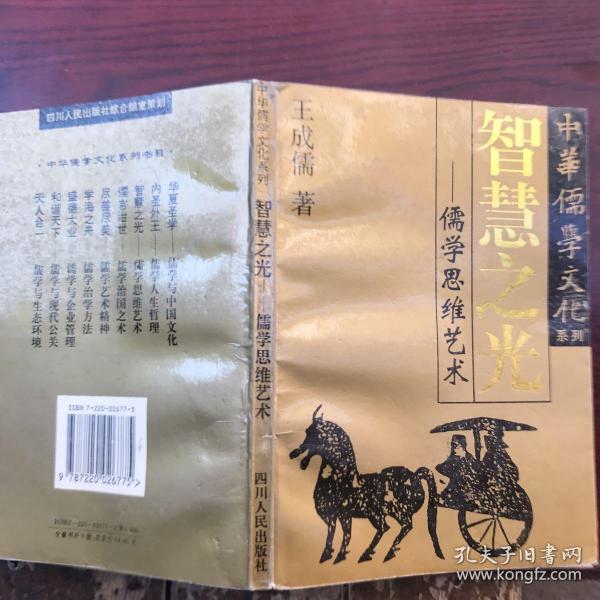 中華儒學文化
系列
智慧之光
——儒学思维艺术
王成儒 著
中华儒学文化系列
智慧之光——儒学思维艺术
四川人民出版社
四川人民出版社综合编室策划
·中华儒学文化系列书目·
华夏圣学——儒学与中国文化
内圣外王——儒学人生哲理
智慧之光——儒学思维艺术
儒志治世——儒学治国之术
尽善尽美——儒学艺术精神
学海之舟——儒学治学方法
盛德大业——儒学与企业管理
和谐天下——儒学与现代公关
天人合一——儒学与生态环境
ISBN 7-220-02677-3
9 787220 026775
孔夫子旧书网
www.kongfz.com